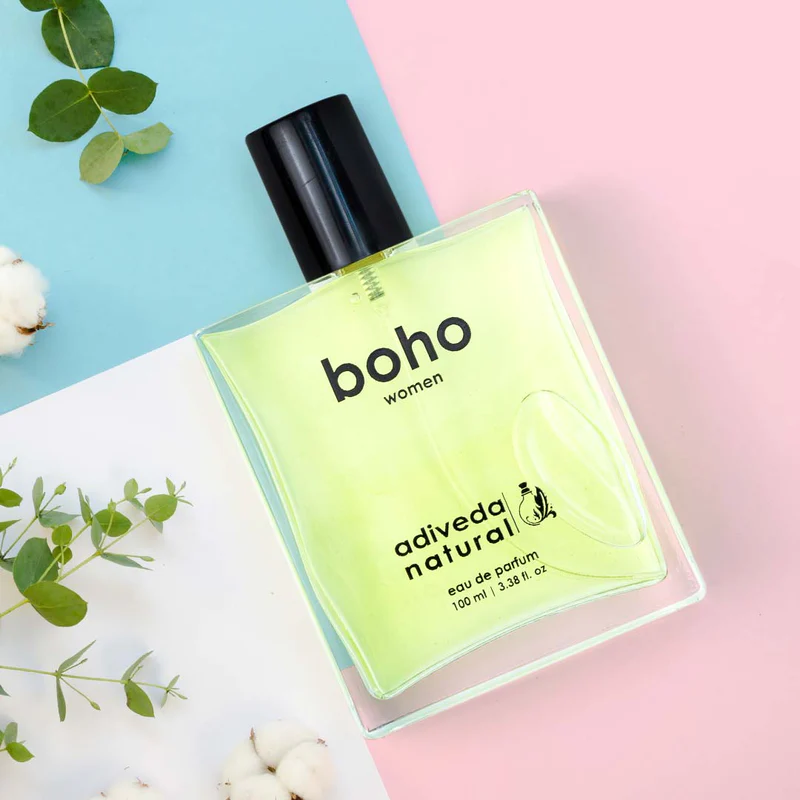 boho
women
adiveda
natural
eau de parfum
100 ml | 3.38 fl. oz